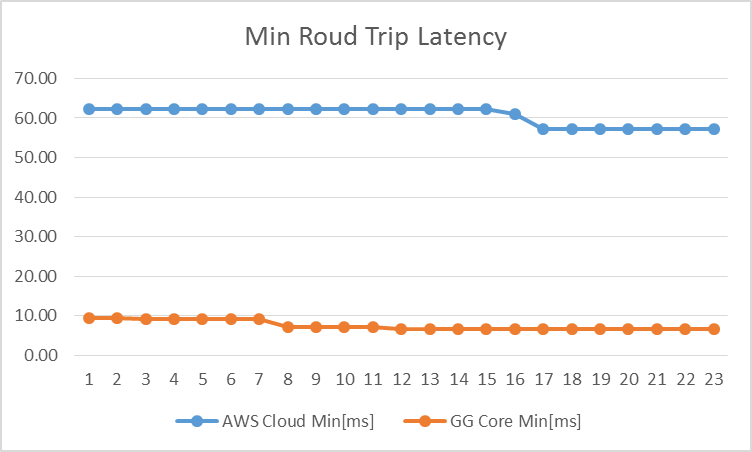 Min Roud Trip Latency
70.00
60.00
50.00
40.00
30.00
20.00
10.00
0.00
1 2 3 4 5 6 7 8 9 10 11 12 13 14 15 16 17 18 19 20 21 22 23
AWS Cloud Min[ms] GG Core Min[ms]